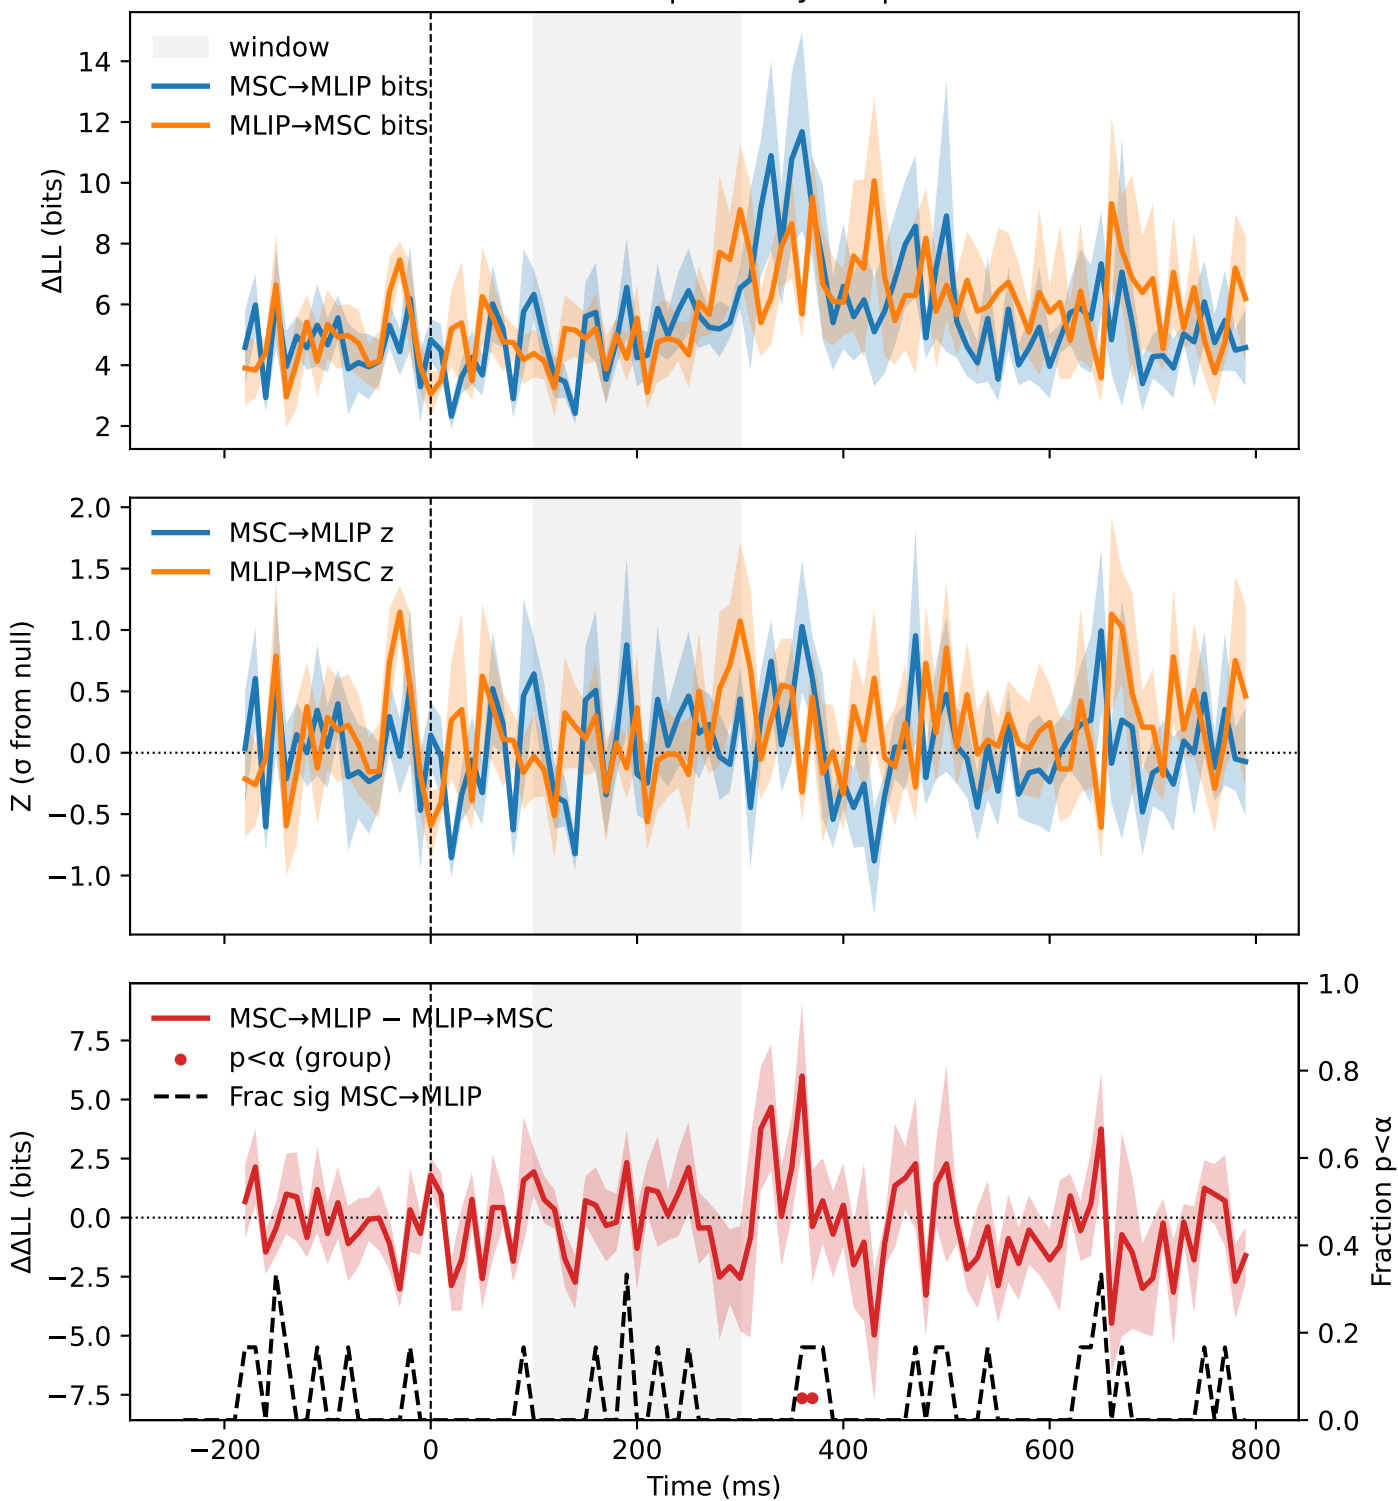 14
12
10
8
6
4
2
ΔLL (bits)
window
MSC→MLIP bits
MLIP→MSC bits
2.0
1.5
1.0
0.5
0.0
−0.5
−1.0
Z (σ from null)
MSC→MLIP z
MLIP→MSC z
7.5
5.0
2.5
0.0
−2.5
−5.0
−7.5
ΔΔLL (bits)
MSC→MLIP − MLIP→MSC
p<α (group)
Frac sig MSC→MLIP
1.0
0.8
0.6
0.4
0.2
0.0
Fraction p<α
−200 0 200 400 600 800
Time (ms)